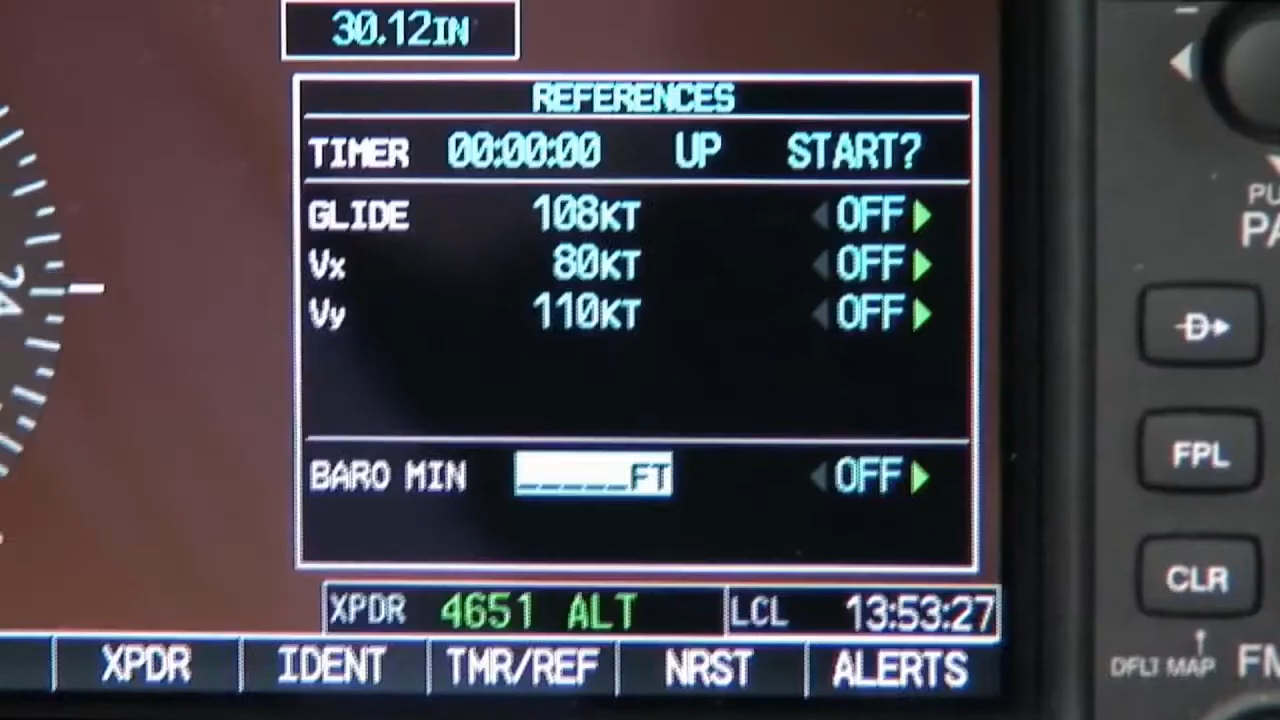 30.12IN
REFERENCES
TIMER 00:00:00 UP START?
GLIDE 108KT OFF
Vx 80KT OFF
Vy 110KT OFF
BARO MIN _____FT OFF
XPDR 4651 ALT LCL 13:53:27
XPDR IDENT TMR/REF NRST ALERTS
24
D
FPL
CLR
DFLT MAP